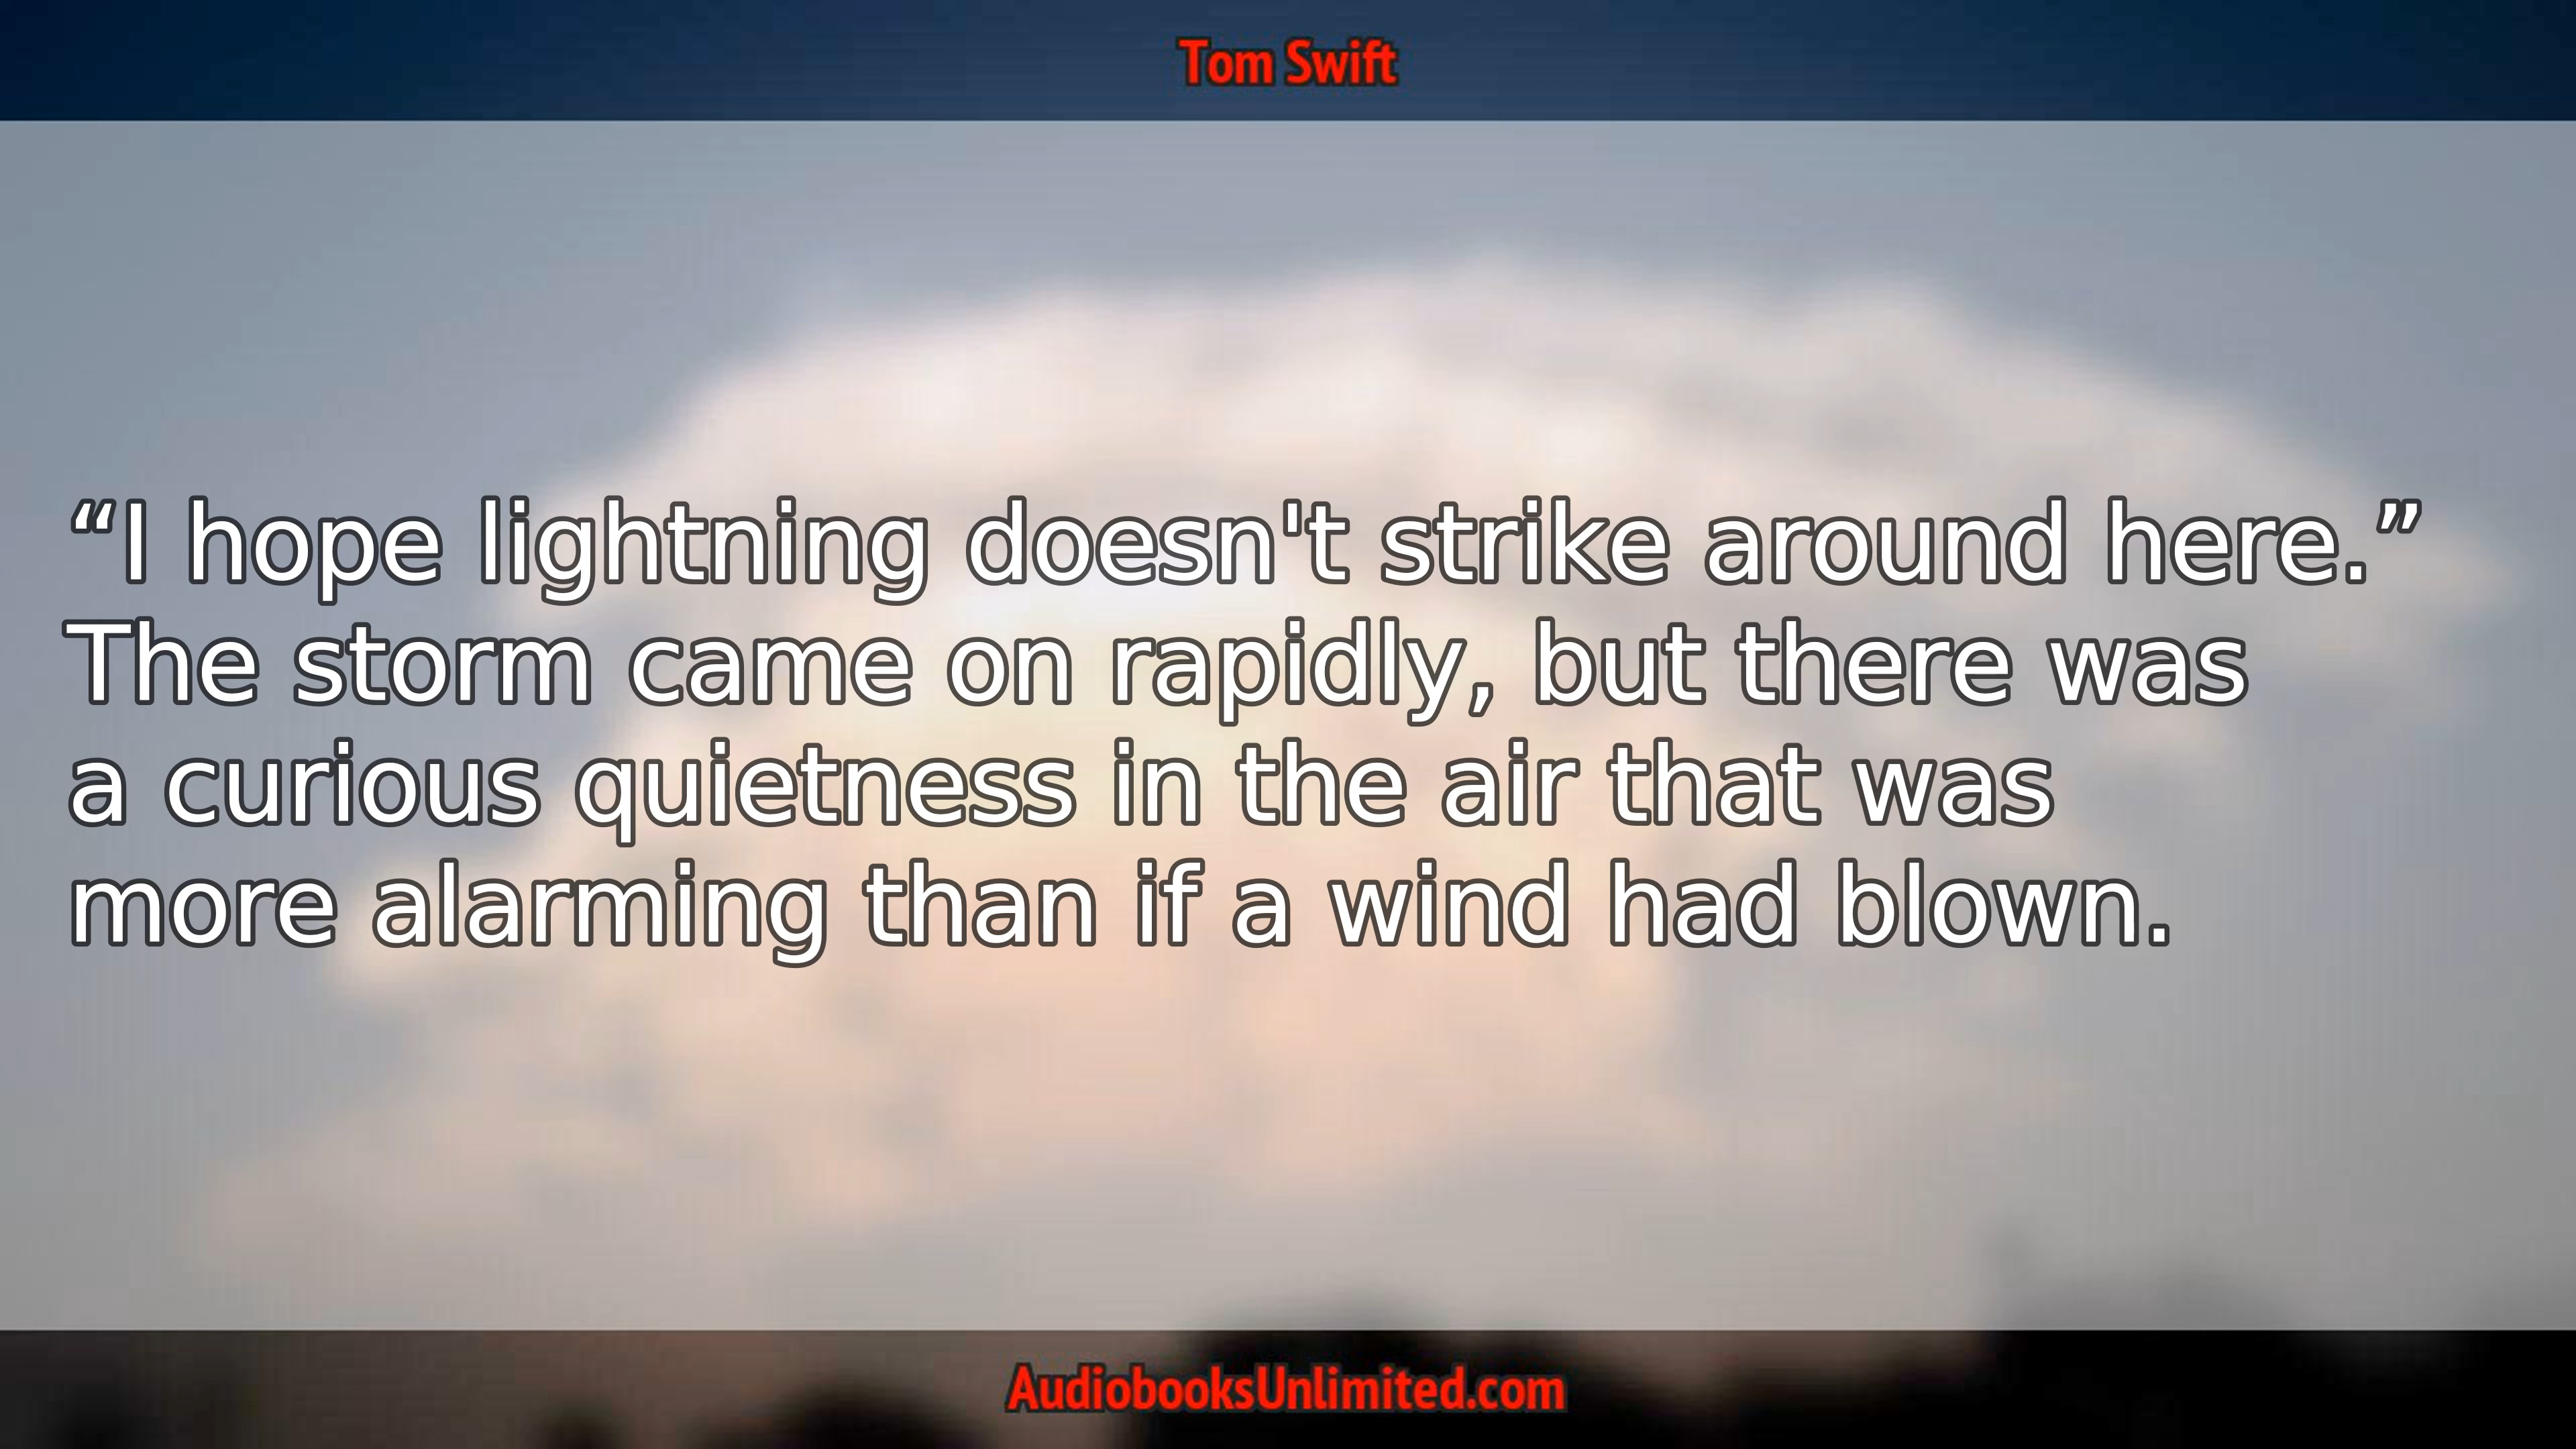 Tom Swift
“I hope lightning doesn't strike around here.”
The storm came on rapidly, but there was
a curious quietness in the air that was
more alarming than if a wind had blown.
AudiobooksUnlimited.com